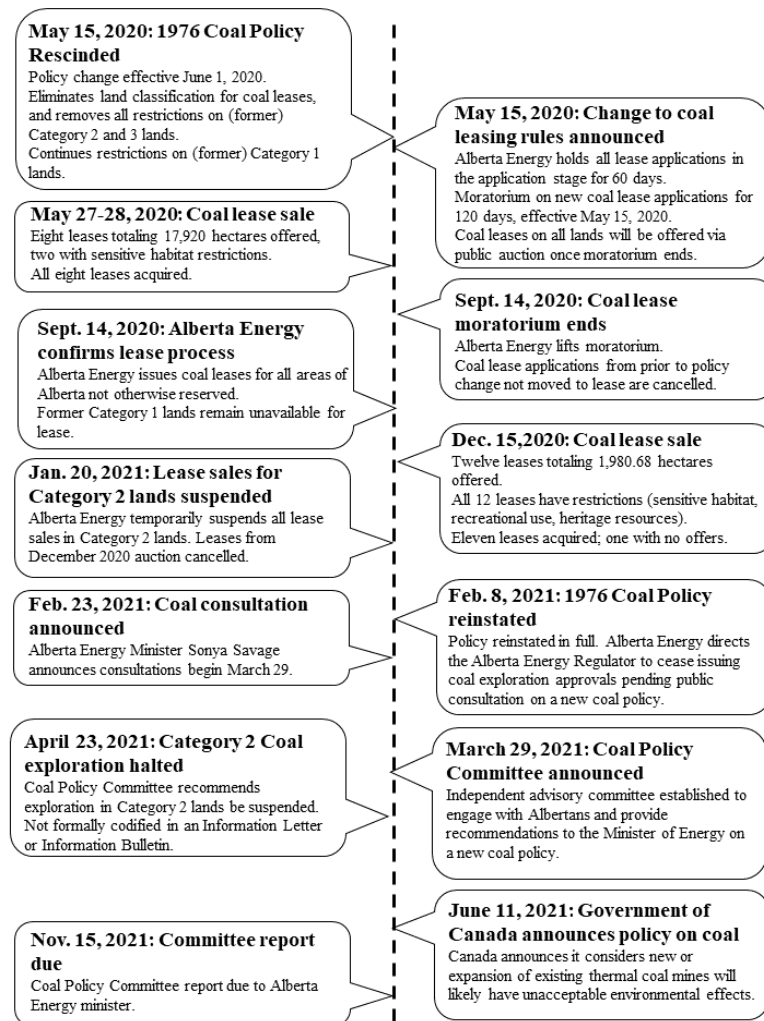 May 15, 2020: 1976 Coal Policy
Rescinded
Policy change effective June 1, 2020.
Eliminates land classification for coal leases,
and removes all restrictions on (former)
Category 2 and 3 lands.
Continues restrictions on (former) Category 1
lands.
May 15, 2020: Change to coal
leasing rules announced
Alberta Energy holds all lease applications in
the application stage for 60 days.
Moratorium on new coal lease applications for
120 days, effective May 15, 2020.
Coal leases on all lands will be offered via
public auction once moratorium ends.
May 27-28, 2020: Coal lease sale
Eight leases totaling 17,920 hectares offered,
two with sensitive habitat restrictions.
All eight leases acquired.
Sept. 14, 2020: Coal lease
moratorium ends
Alberta Energy lifts moratorium.
Coal lease applications from prior to policy
change not moved to lease are cancelled.
Sept. 14, 2020: Alberta Energy
confirms lease process
Alberta Energy issues coal leases for all areas of
Alberta not otherwise reserved.
Former Category 1 lands remain unavailable for
lease.
Dec. 15,2020: Coal lease sale
Twelve leases totaling 1,980.68 hectares
offered.
All 12 leases have restrictions (sensitive habitat,
recreational use, heritage resources).
Eleven leases acquired; one with no offers.
Jan. 20, 2021: Lease sales for
Category 2 lands suspended
Alberta Energy temporarily suspends all lease
sales in Category 2 lands. Leases from
December 2020 auction cancelled.
Feb. 8, 2021: 1976 Coal Policy
reinstated
Policy reinstated in full. Alberta Energy directs
the Alberta Energy Regulator to cease issuing
coal exploration approvals pending public
consultation on a new coal policy.
Feb. 23, 2021: Coal consultation
announced
Alberta Energy Minister Sonya Savage
announces consultations begin March 29.
March 29, 2021: Coal Policy
Committee announced
Independent advisory committee established to
engage with Albertans and provide
recommendations to the Minister of Energy on
a new coal policy.
April 23, 2021: Category 2 Coal
exploration halted
Coal Policy Committee recommends
exploration in Category 2 lands be suspended.
Not formally codified in an Information Letter
or Information Bulletin.
June 11, 2021: Government of
Canada announces policy on coal
Canada announces it considers new or
expansion of existing thermal coal mines will
likely have unacceptable environmental effects.
Nov. 15, 2021: Committee report
due
Coal Policy Committee report due to Alberta
Energy minister.